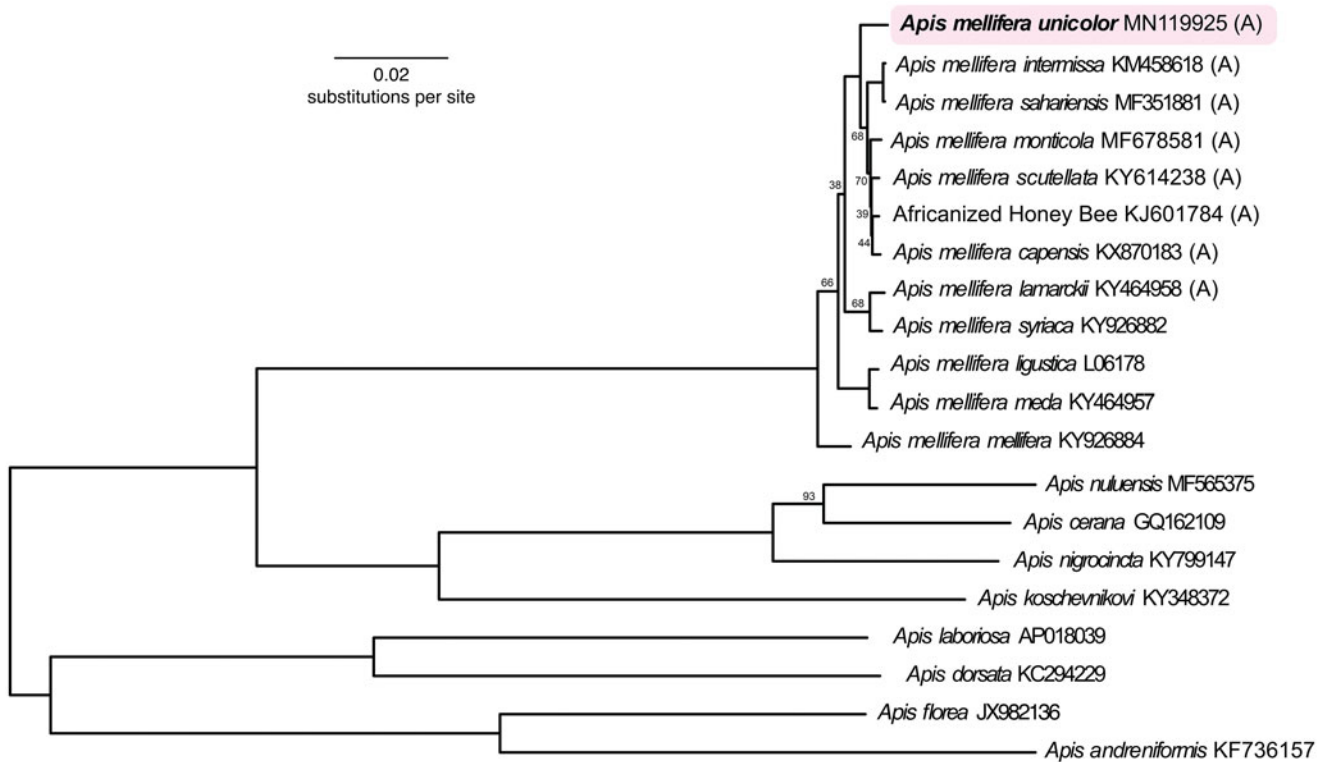 Apis mellifera unicolor MN119925 (A)
0.02
substitutions per site
Apis mellifera intermissa KM458618 (A)
Apis mellifera sahariensis MF351881 (A)
68
Apis mellifera monticola MF678581 (A)
Apis mellifera scutellata KY614238 (A)
70
38
Africanized Honey Bee KJ601784 (A)
39
44
Apis mellifera capensis KX870183 (A)
66
Apis mellifera lamarckii KY464958 (A)
68
Apis mellifera syriaca KY926882
Apis mellifera ligustica L06178
Apis mellifera meda KY464957
Apis mellifera mellifera KY926884
Apis nuluensis MF565375
93
Apis cerana GQ162109
Apis nigrocincta KY799147
Apis koschevnikovi KY348372
Apis laboriosa AP018039
Apis dorsata KC294229
Apis florea JX982136
Apis andreniformis KF736157